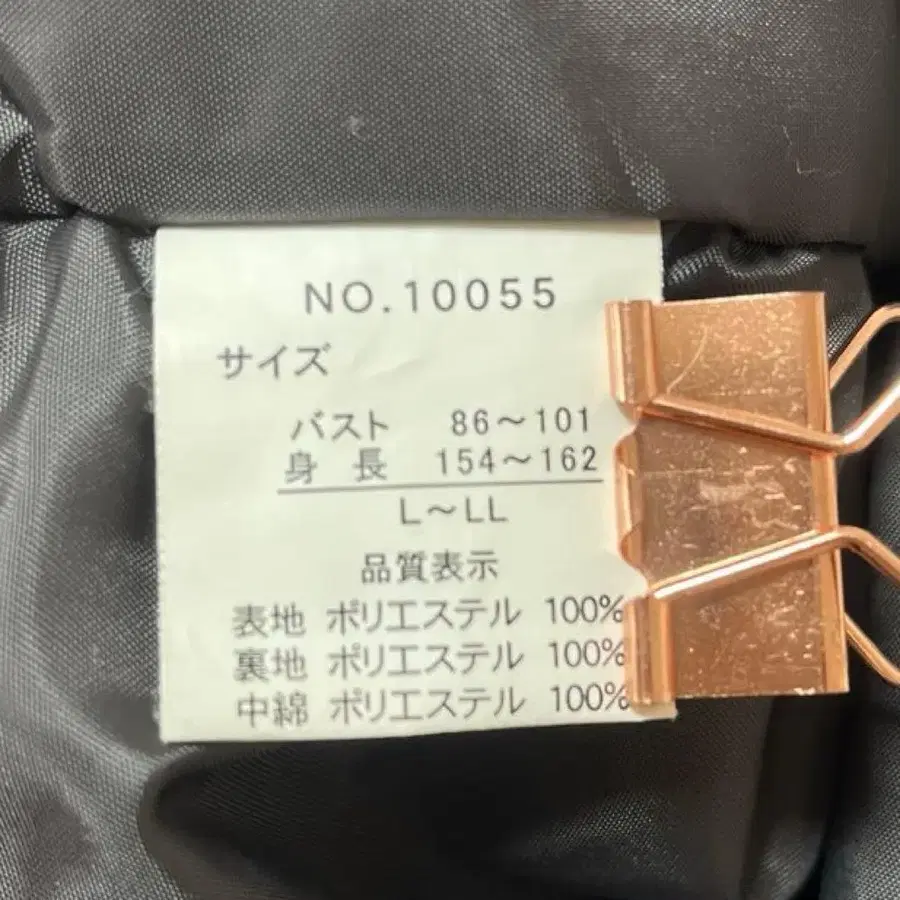 NO.10055
サイズ
バスト 86～101
身長 154～162
L～LL
品質表示
表地 ポリエステル 100%
裏地 ポリエステル 100%
中綿 ポリエステル 100%